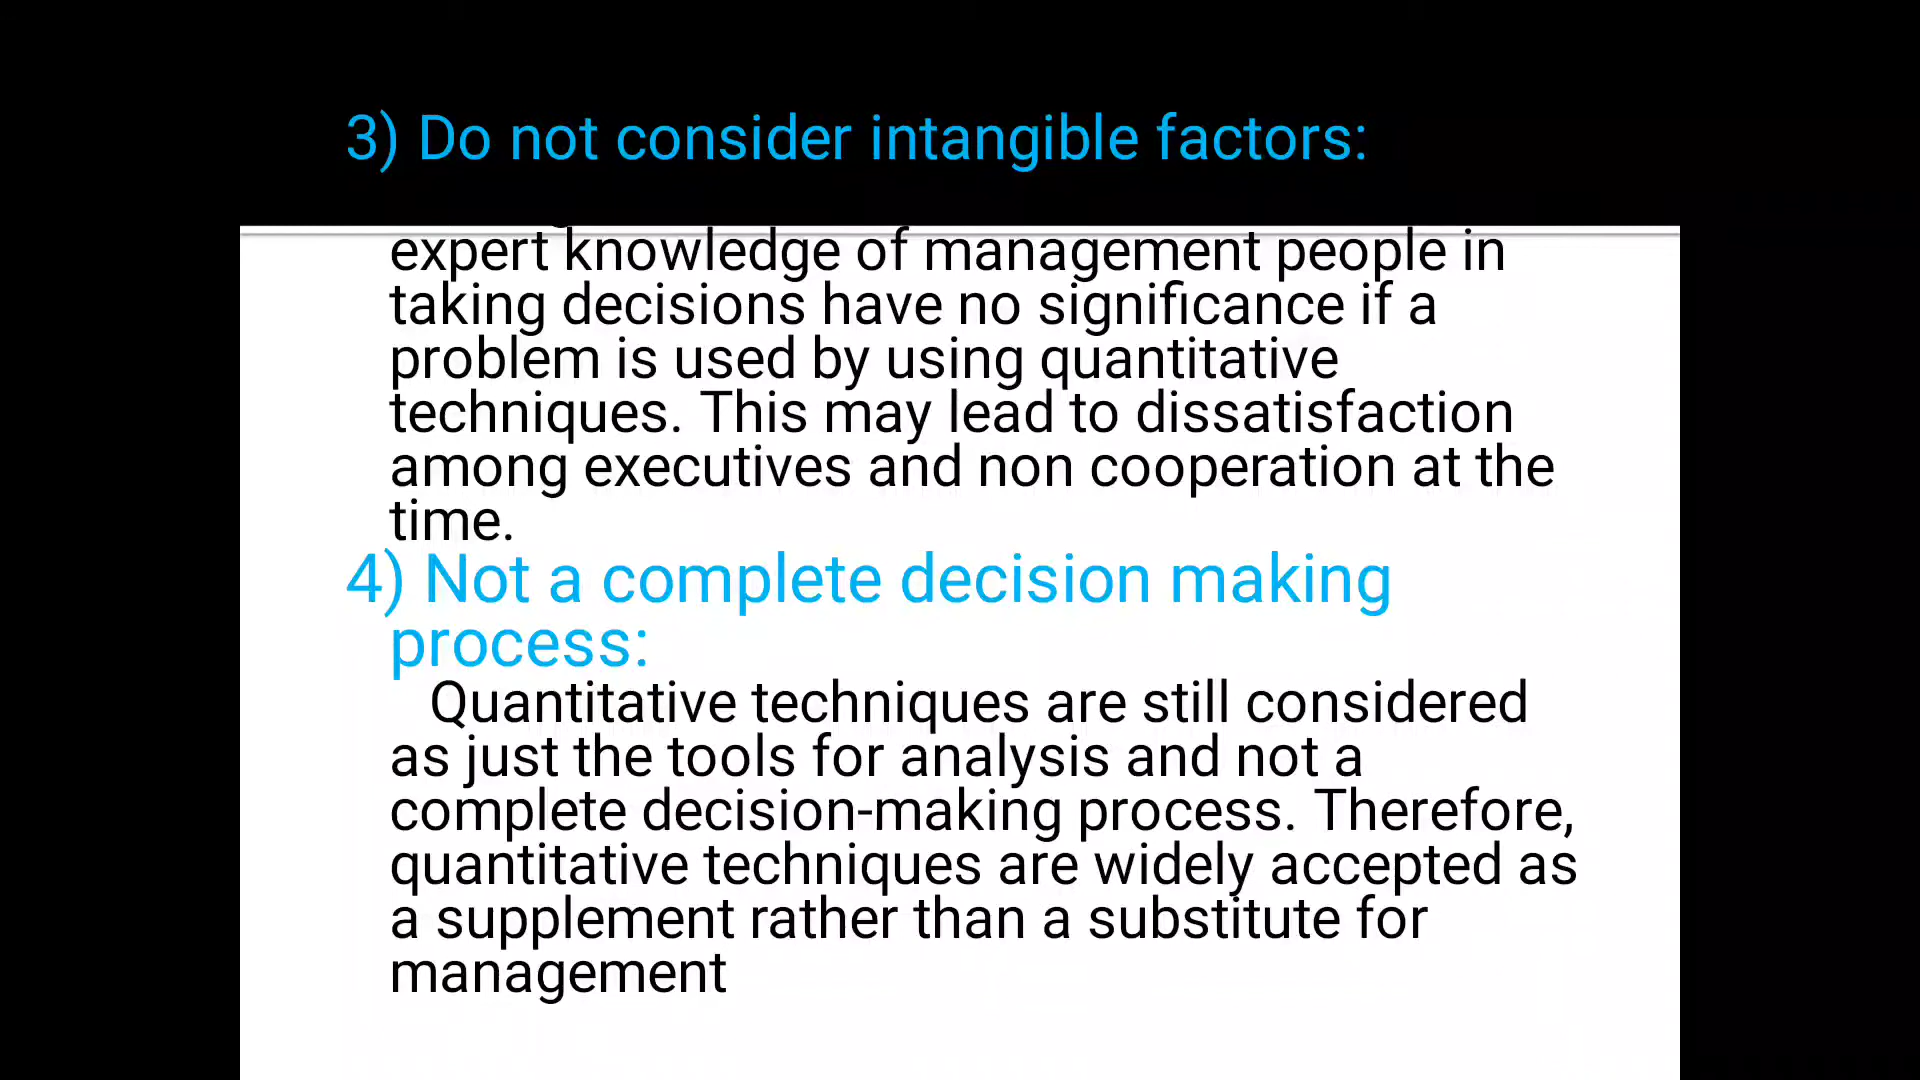 3) Do not consider intangible factors:
expert knowledge of management people in
taking decisions have no significance if a
problem is used by using quantitative
techniques. This may lead to dissatisfaction
among executives and non cooperation at the
time.
4) Not a complete decision making
process:
Quantitative techniques are still considered
as just the tools for analysis and not a
complete decision-making process. Therefore,
quantitative techniques are widely accepted as
a supplement rather than a substitute for
management